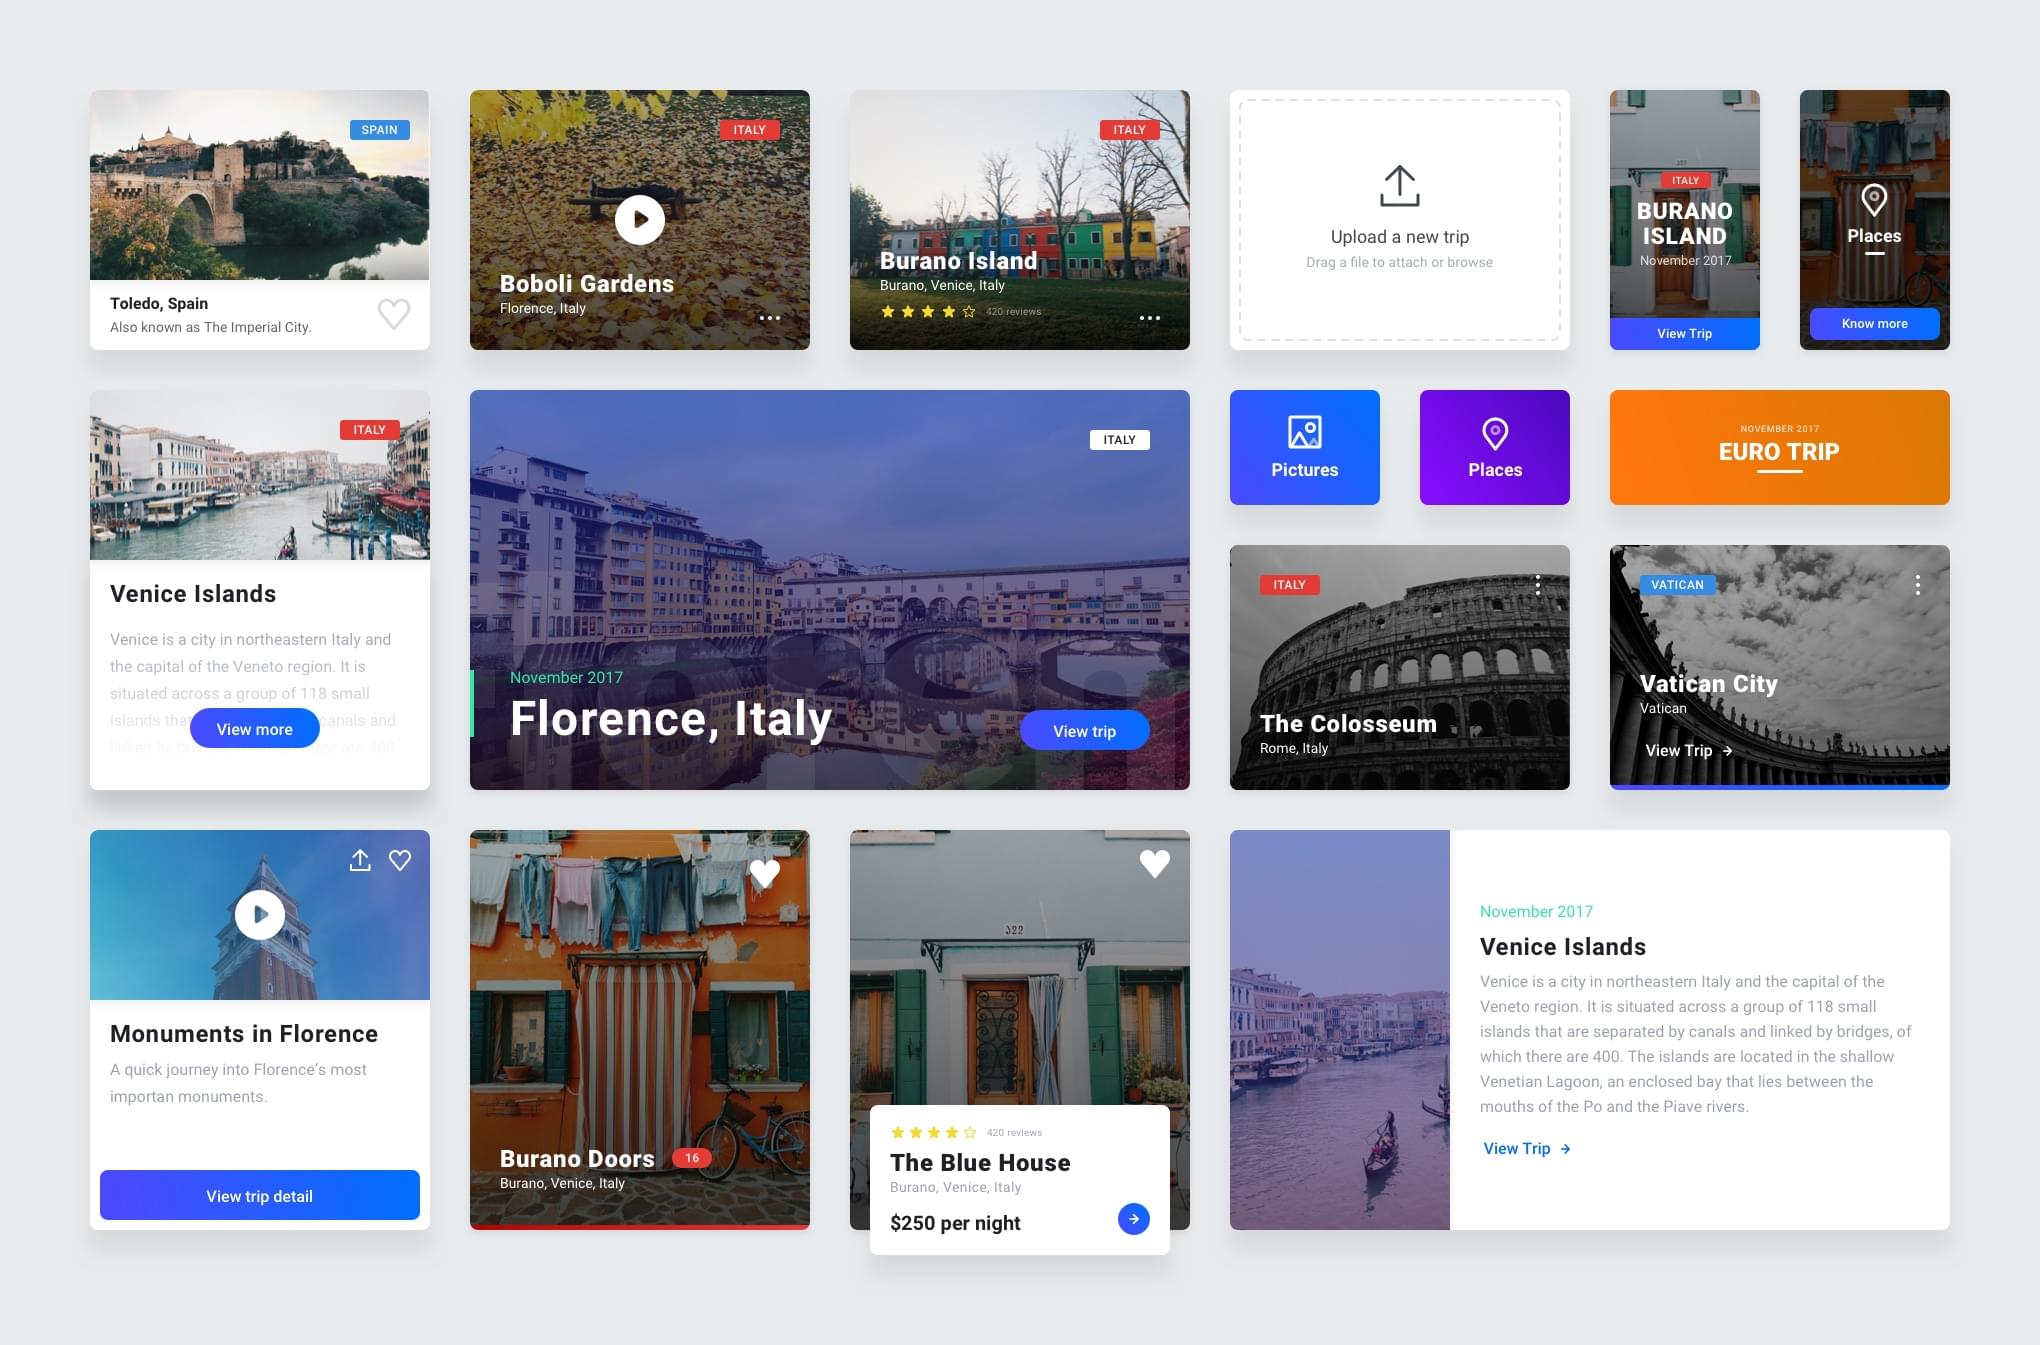 SPAIN
Toledo, Spain
Also known as The Imperial City.
ITALY
Boboli Gardens
Florence, Italy
ITALY
Burano Island
Burano, Venice, Italy
420 reviews
Upload a new trip
Drag a file to attach or browse
322
ITALY
BURANO
ISLAND
November 2017
View Trip
Places
Know more
ITALY
Venice Islands
Venice is a city in northeastern Italy and
the capital of the Veneto region. It is
situated across a group of 118 small
islands that canals and
linked by are 400
View more
ITALY
November 2017
Florence, Italy
View trip
Pictures
Places
NOVEMBER 2017
EURO TRIP
ITALY
The Colosseum
Rome, Italy
VATICAN
Vatican City
Vatican
View Trip
Monuments in Florence
A quick journey into Florence's most
importan monuments.
View trip detail
Burano Doors 16
Burano, Venice, Italy
322
420 reviews
The Blue House
Burano, Venice, Italy
$250 per night
November 2017
Venice Islands
Venice is a city in northeastern Italy and the capital of the
Veneto region. It is situated across a group of 118 small
islands that are separated by canals and linked by bridges, of
which there are 400. The islands are located in the shallow
Venetian Lagoon, an enclosed bay that lies between the
mouths of the Po and the Piave rivers.
View Trip